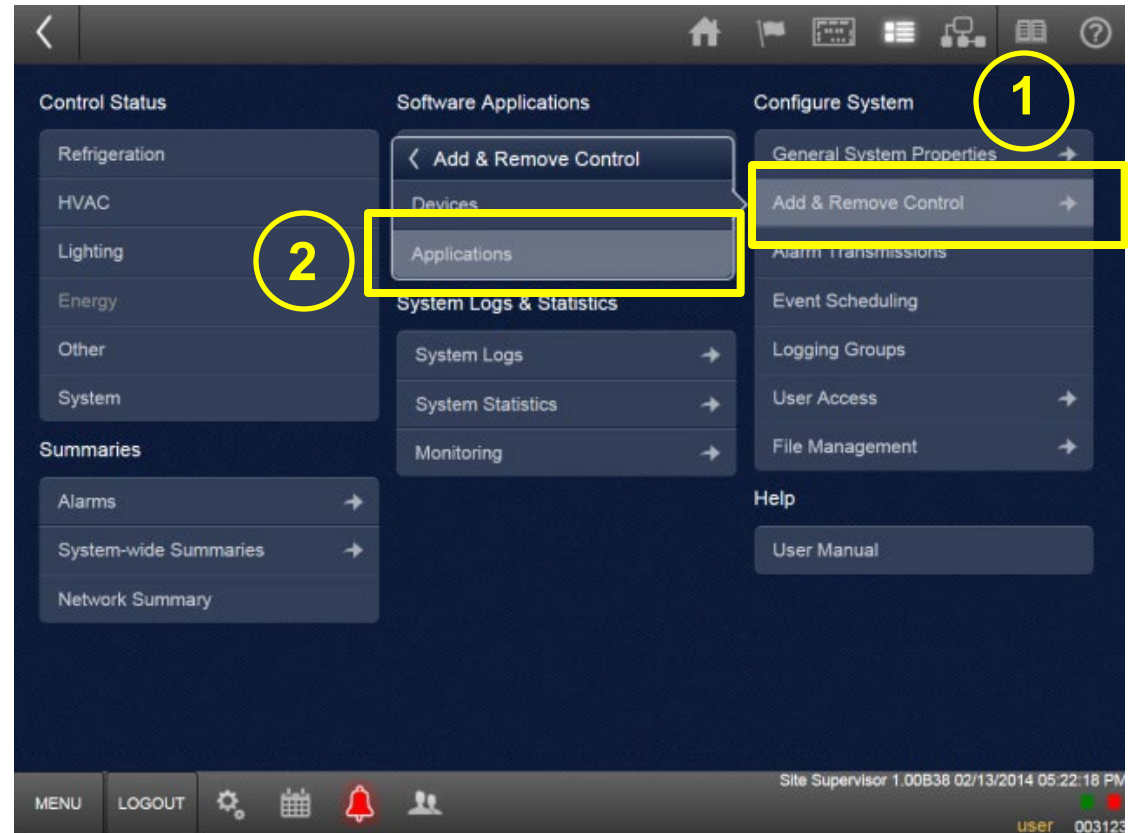 Control Status
Refrigeration
HVAC
Lighting
Energy
Other
System
Summaries
Alarms
System-wide Summaries
Network Summary
Software Applications
Add & Remove Control
Devices
Applications
2
System Logs & Statistics
System Logs
System Statistics
Monitoring
Configure System
1
General System Properties
Add & Remove Control
Alarm Transmissions
Event Scheduling
Logging Groups
User Access
File Management
Help
User Manual
MENU LOGOUT
Site Supervisor 1.00B38 02/13/2014 05:22:18 PM
user 003123